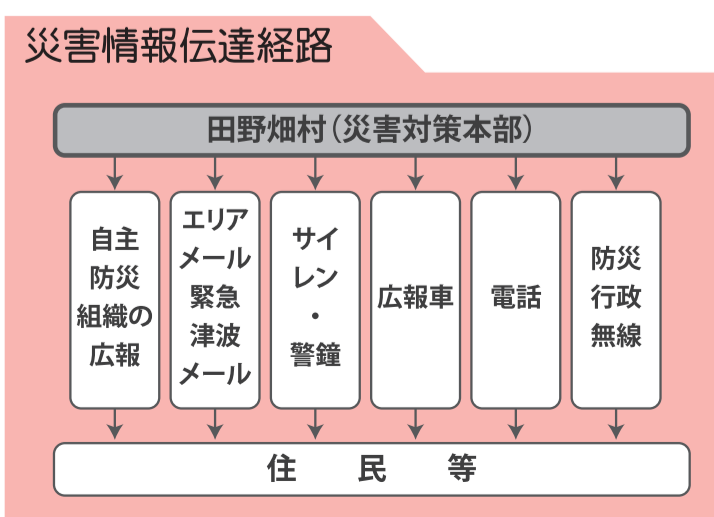 災害情報伝達経路
田野畑村（災害対策本部）
自主
防災
組織の
広報
エリア
メール
緊急
津波
メール
サイ
レン
・
警鐘
広報車
電話
防災
行政
無線
住民等